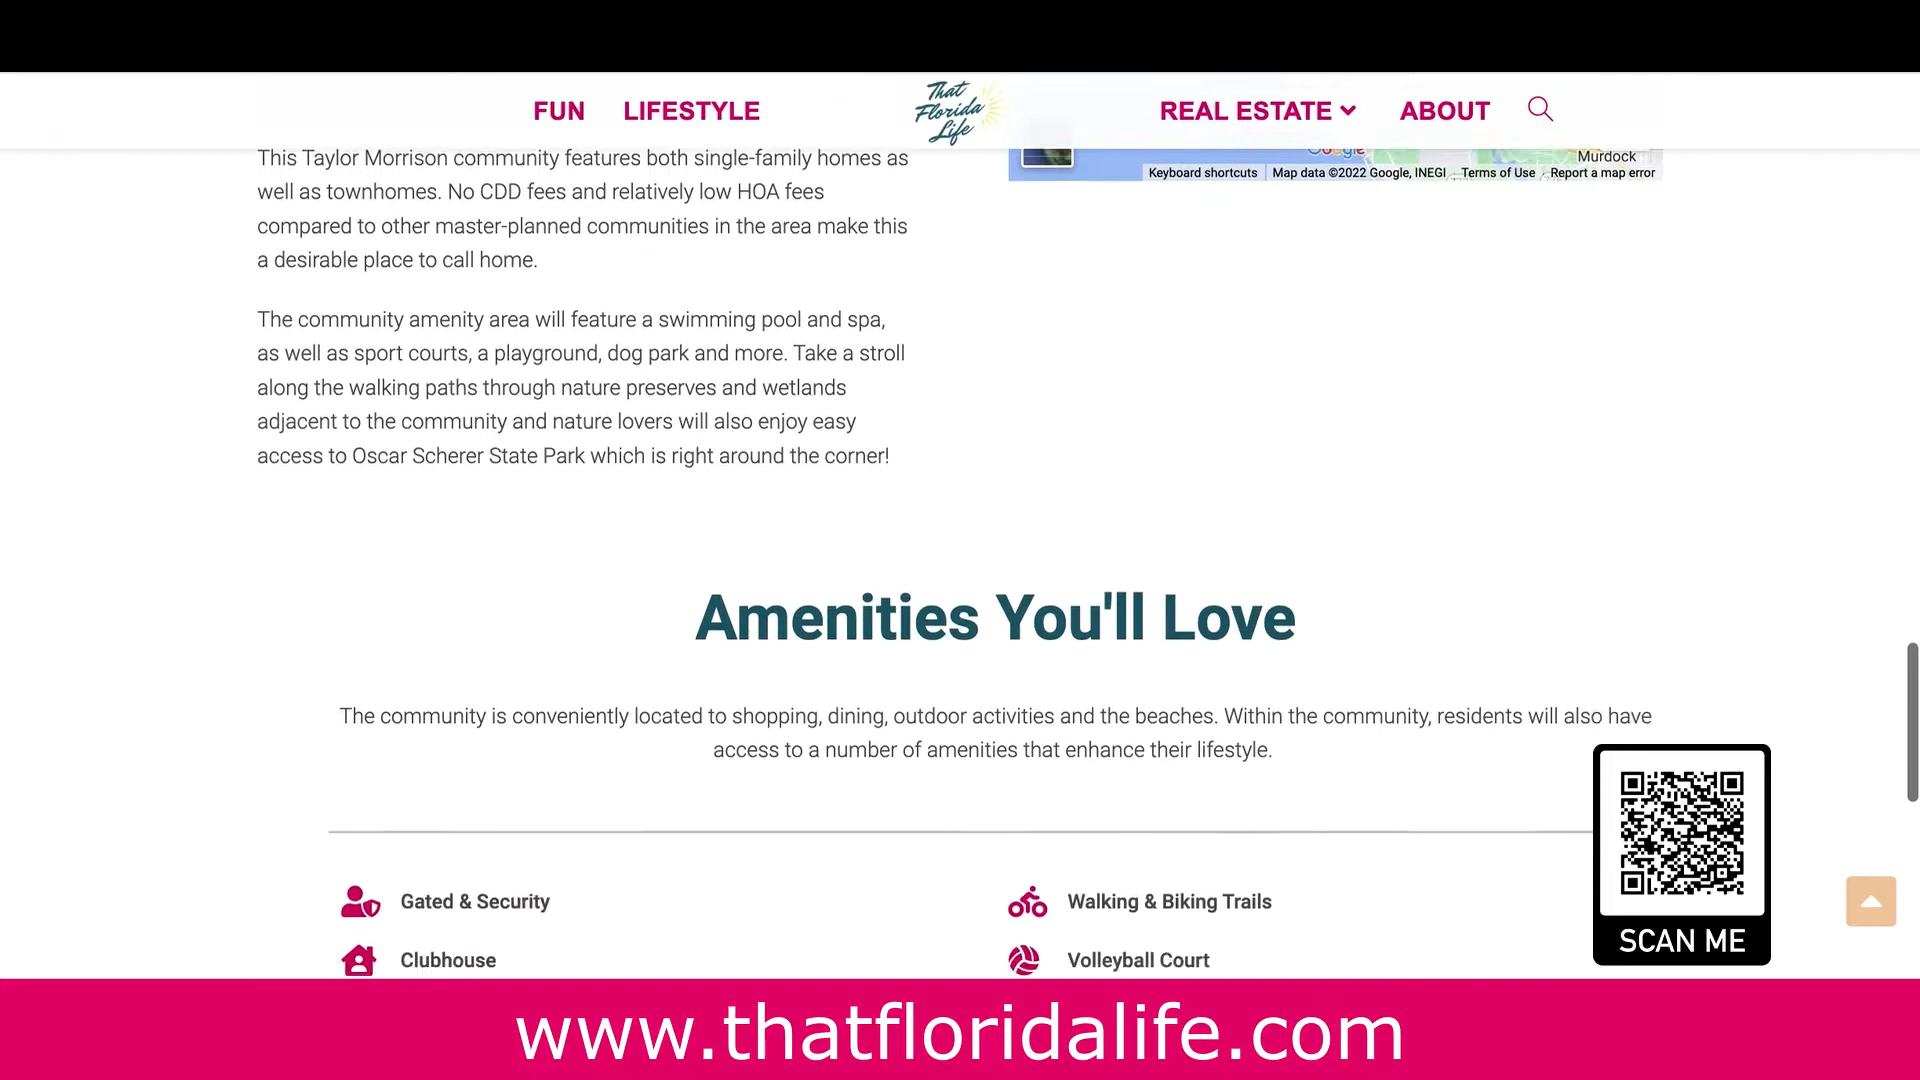 FUN LIFESTYLE That Florida Life REAL ESTATE ABOUT
This Taylor Morrison community features both single-family homes as
well as townhomes. No CDD fees and relatively low HOA fees
compared to other master-planned communities in the area make this
a desirable place to call home.
Google
Murdock
Keyboard shortcuts Map data ©2022 Google, INEGI Terms of Use Report a map error
The community amenity area will feature a swimming pool and spa,
as well as sport courts, a playground, dog park and more. Take a stroll
along the walking paths through nature preserves and wetlands
adjacent to the community and nature lovers will also enjoy easy
access to Oscar Scherer State Park which is right around the corner!
Amenities You'll Love
The community is conveniently located to shopping, dining, outdoor activities and the beaches. Within the community, residents will also have
access to a number of amenities that enhance their lifestyle.
Gated & Security
Walking & Biking Trails
Clubhouse
Volleyball Court
SCAN ME
www.thatfloridalife.com